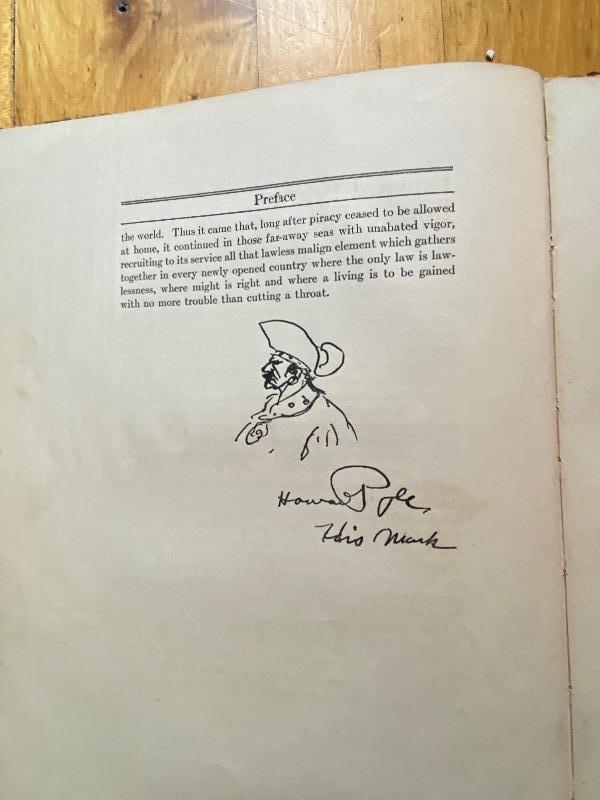 Preface
the world. Thus it came that, long after piracy ceased to be allowed
at home, it continued in those far-away seas with unabated vigor,
recruiting to its service all that lawless malign element which gathers
together in every newly opened country where the only law is law-
lessness, where might is right and where a living is to be gained
with no more trouble than cutting a throat.
Howard Pyle,
His Mark